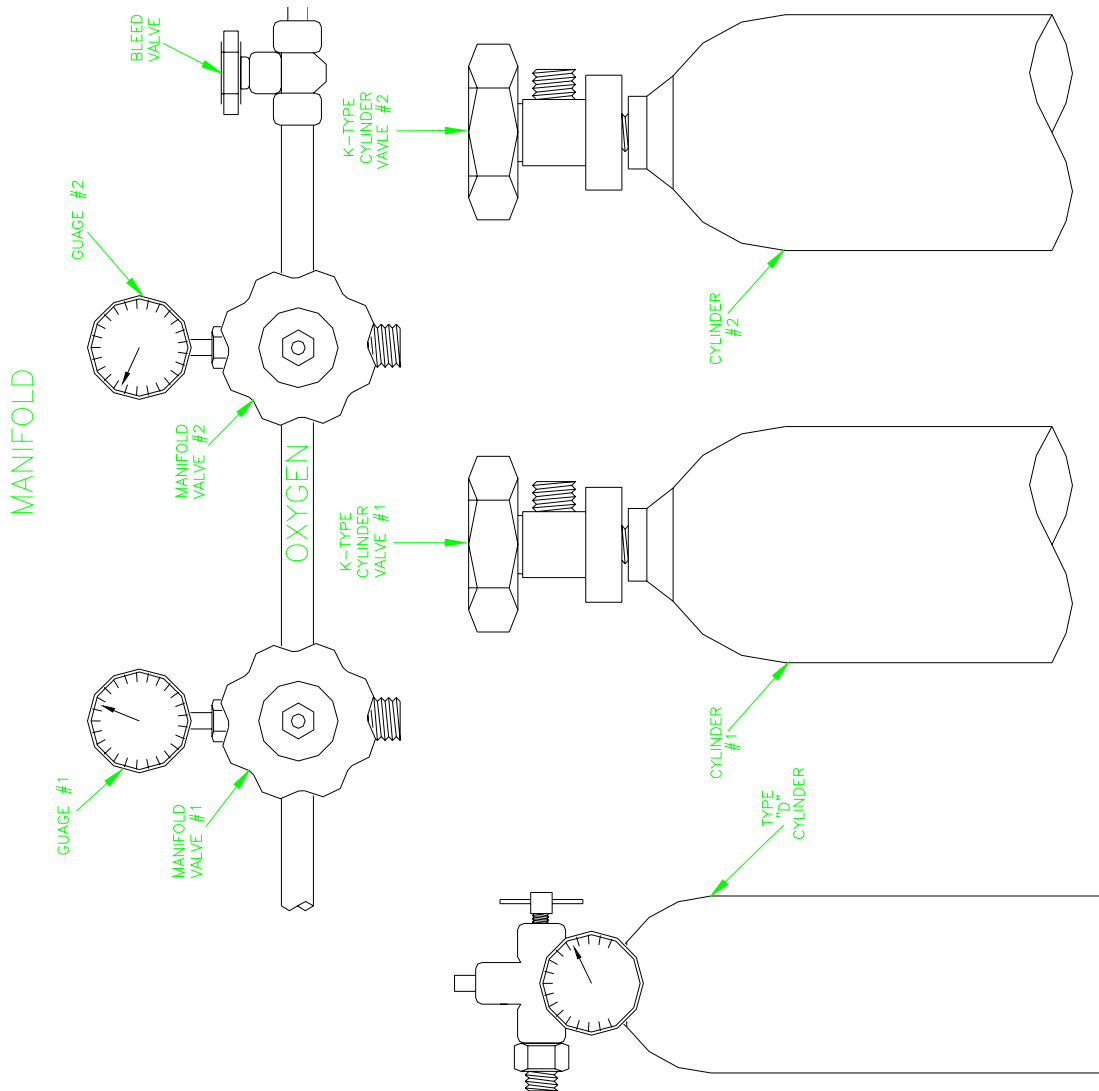 MANIFOLD
GUAGE #1
GUAGE #2
BLEED
VALVE
MANIFOLD
VALVE #1
MANIFOLD
VALVE #2
OXYGEN
K-TYPE
CYLINDER
VALVE #1
K-TYPE
CYLINDER
VAVLE #2
TYPE
"D"
CYLINDER
CYLINDER
#1
CYLINDER
#2